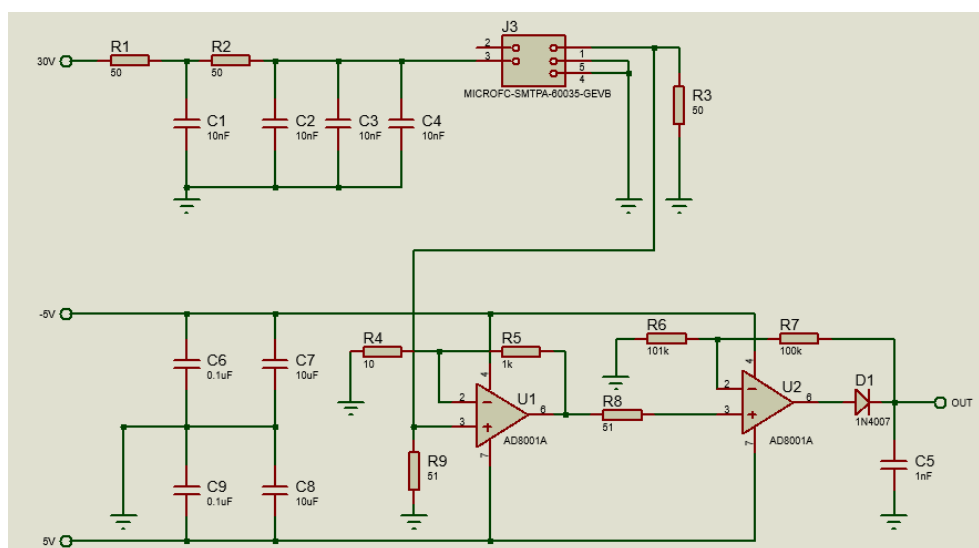 J3
R1
R2
30V
50
50
2
3
1
5
4
MICROFC-SMTPA-60035-GEVB
R3
50
C1
10nF
C2
10nF
C3
10nF
C4
10nF
-5V
R4
10
R5
1k
R6
101k
R7
100k
C6
0.1uF
C7
10uF
4
2
3
6
7
U1
AD8001A
R8
51
4
2
3
6
7
U2
AD8001A
D1
1N4007
OUT
R9
51
C9
0.1uF
C8
10uF
C5
1nF
5V